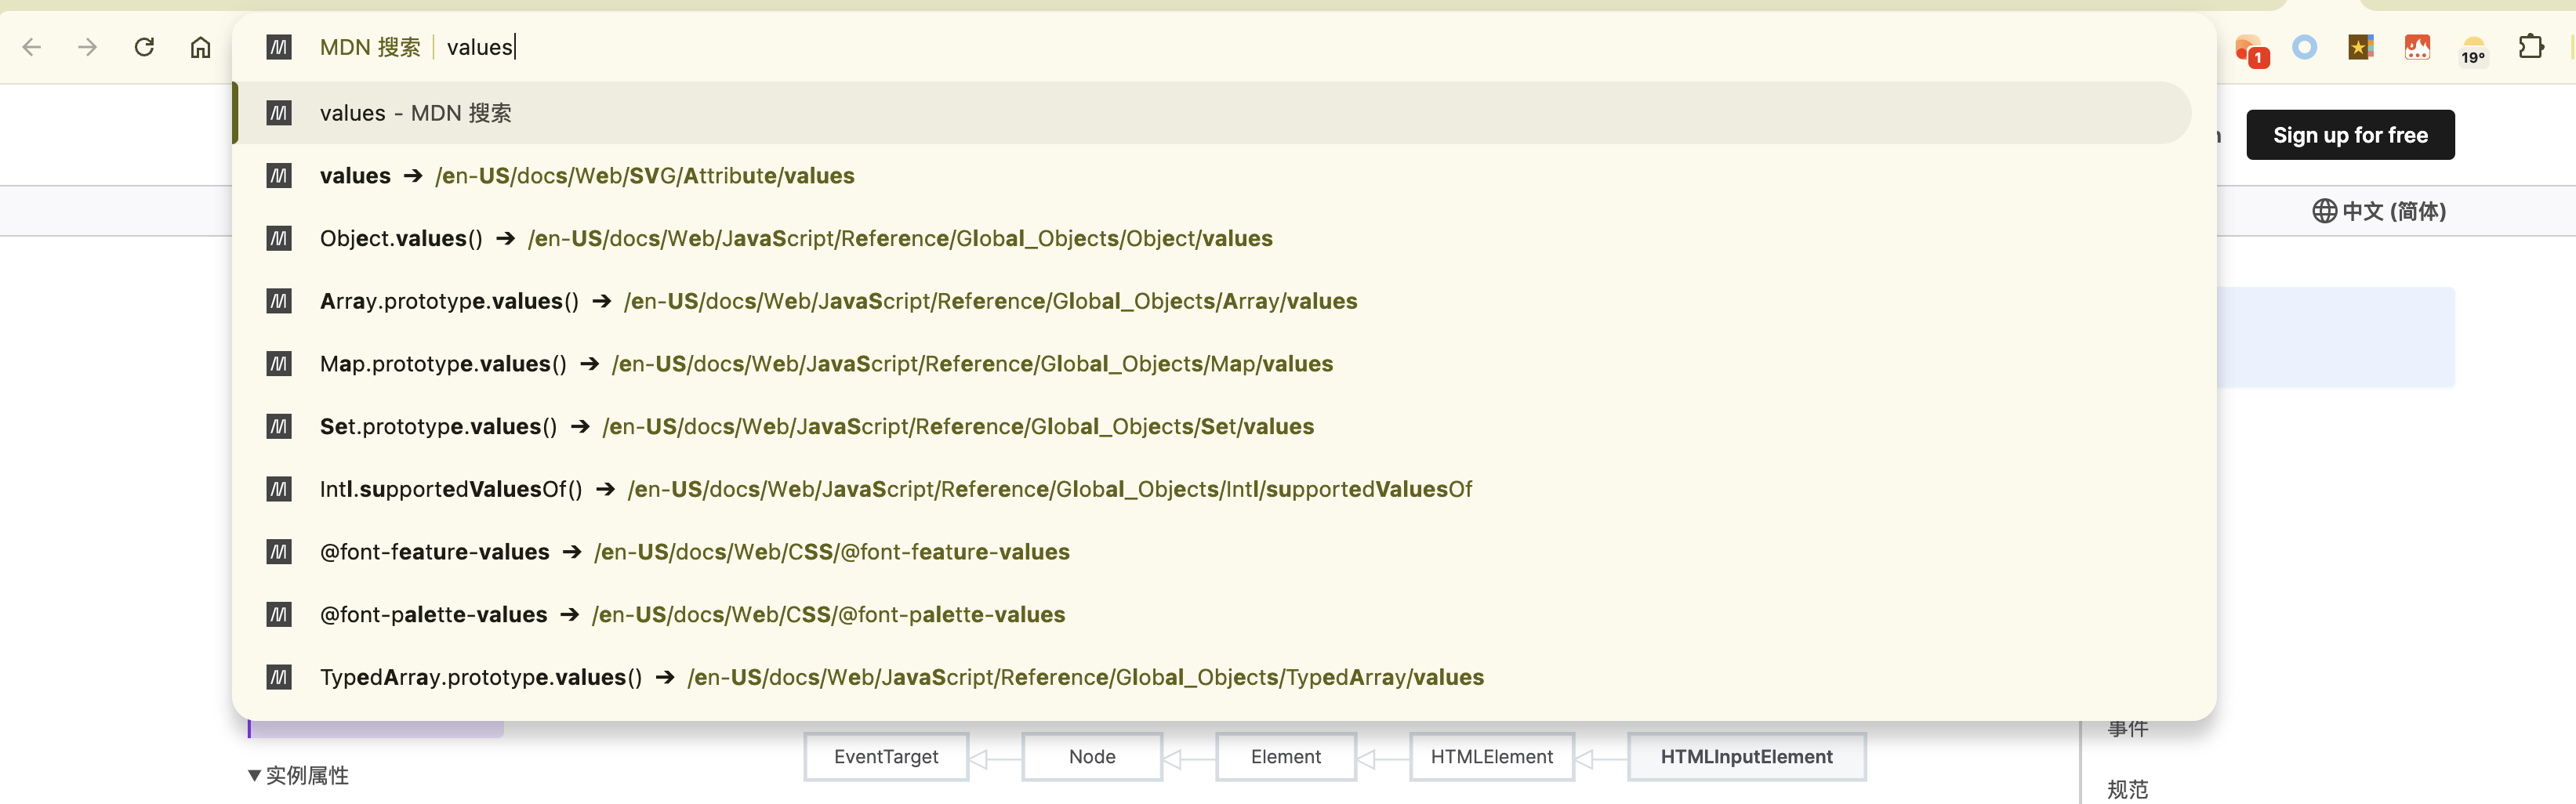 MDN 搜索 values
1
19°
values - MDN 搜索
Sign up for free
values ➔ /en-US/docs/Web/SVG/Attribute/values
中文 (简体)
Object.values() ➔ /en-US/docs/Web/JavaScript/Reference/Global_Objects/Object/values
Array.prototype.values() ➔ /en-US/docs/Web/JavaScript/Reference/Global_Objects/Array/values
Map.prototype.values() ➔ /en-US/docs/Web/JavaScript/Reference/Global_Objects/Map/values
Set.prototype.values() ➔ /en-US/docs/Web/JavaScript/Reference/Global_Objects/Set/values
Intl.supportedValuesOf() ➔ /en-US/docs/Web/JavaScript/Reference/Global_Objects/Intl/supportedValuesOf
@font-feature-values ➔ /en-US/docs/Web/CSS/@font-feature-values
@font-palette-values ➔ /en-US/docs/Web/CSS/@font-palette-values
TypedArray.prototype.values() ➔ /en-US/docs/Web/JavaScript/Reference/Global_Objects/TypedArray/values
事件
EventTarget Node Element HTMLElement HTMLInputElement
▼实例属性
规范